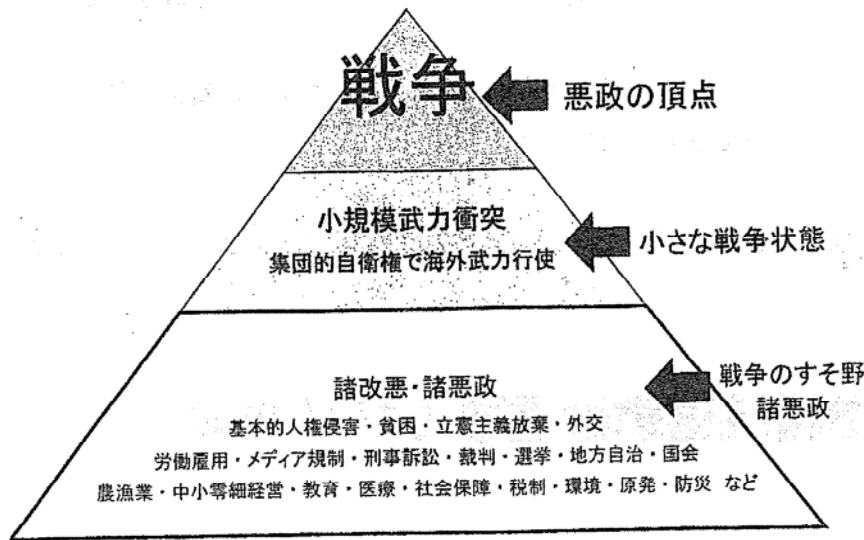 戦争
悪政の頂点
小規模武力衝突
集団的自衛権で海外武力行使
小さな戦争状態
諸改悪・諸悪政
基本的人権侵害・貧困・立憲主義放棄・外交
労働雇用・メディア規制・刑事訴訟・裁判・選挙・地方自治・国会
農漁業・中小零細経営・教育・医療・社会保障・税制・環境・原発・防災 など
戦争のすそ野
諸悪政